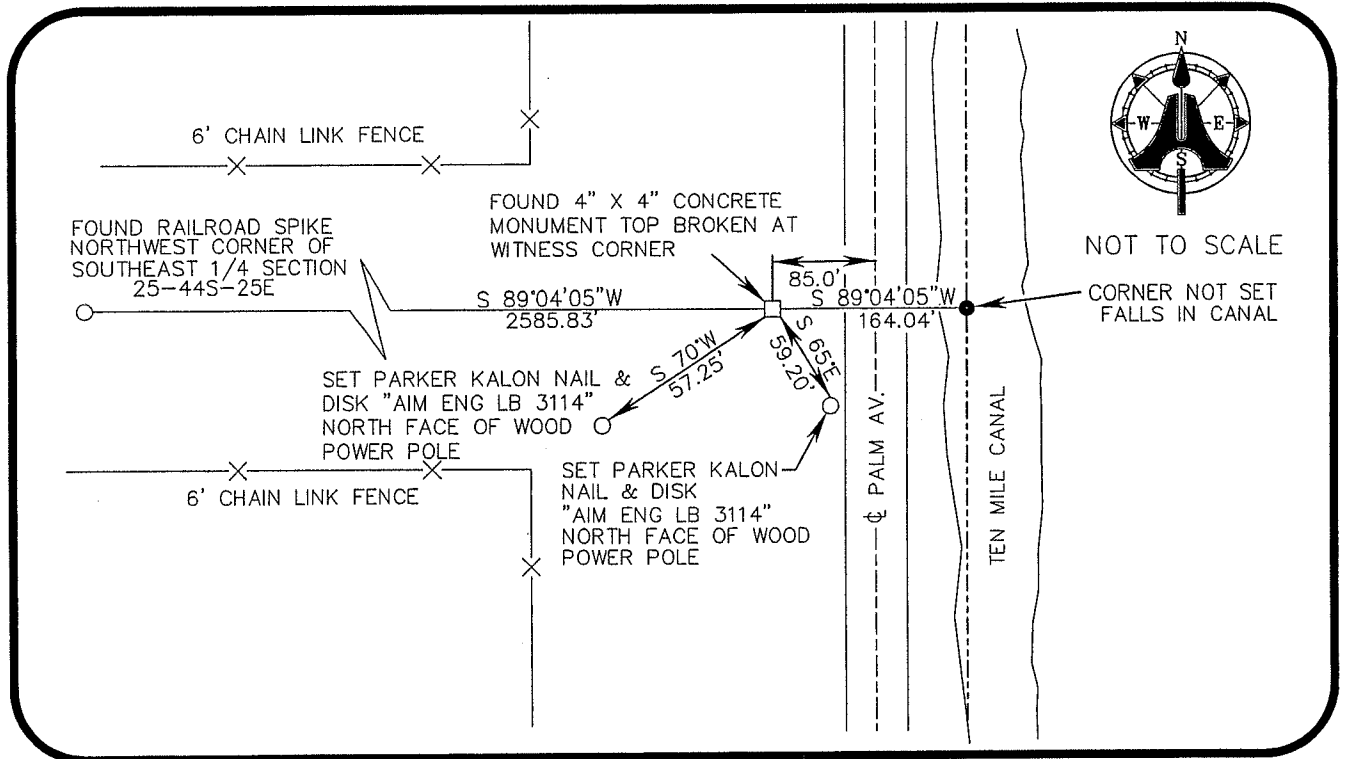 N
W
E
S
NOT TO SCALE
6' CHAIN LINK FENCE
FOUND RAILROAD SPIKE
NORTHWEST CORNER OF
SOUTHEAST 1/4 SECTION
25-44S-25E
FOUND 4" X 4" CONCRETE
MONUMENT TOP BROKEN AT
WITNESS CORNER
85.0'
S 89°04'05"W
2585.83'
S 89°04'05"W
164.04'
CORNER NOT SET
FALLS IN CANAL
S 70°W
57.25'
S 65°E
59.20'
SET PARKER KALON NAIL &
DISK "AIM ENG LB 3114"
NORTH FACE OF WOOD
POWER POLE
SET PARKER KALON
NAIL & DISK
"AIM ENG LB 3114"
NORTH FACE OF WOOD
POWER POLE
6' CHAIN LINK FENCE
℄ PALM AV.
TEN MILE CANAL